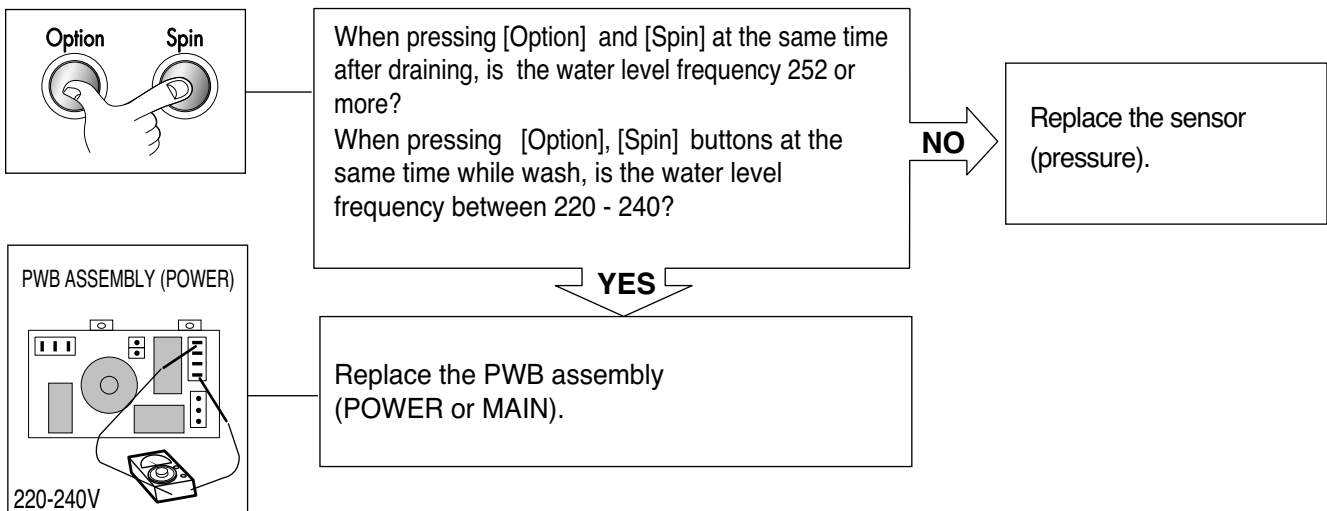 Option Spin
When pressing [Option] and [Spin] at the same time
after draining, is the water level frequency 252 or
more?
When pressing [Option], [Spin] buttons at the
same time while wash, is the water level
frequency between 220 - 240?
NO
Replace the sensor
(pressure).
YES
PWB ASSEMBLY (POWER)
220-240V
Replace the PWB assembly
(POWER or MAIN).